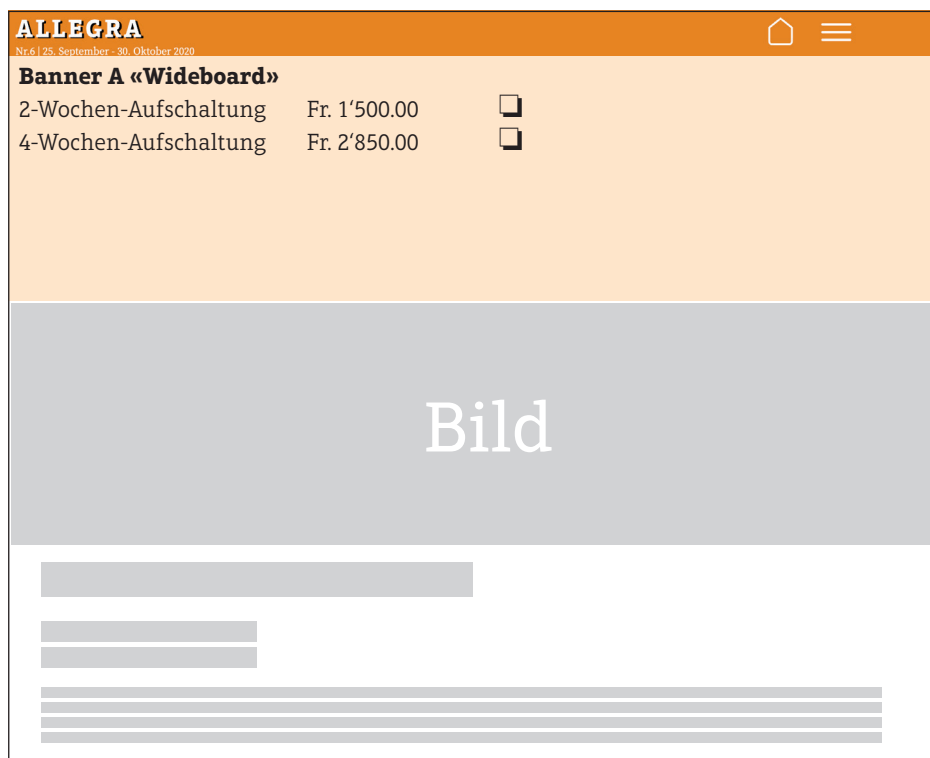 ALLEGRA
Nr.6 | 25. September - 30. Oktober 2020
Banner A «Wideboard»
2-Wochen-Aufschaltung Fr. 1‘500.00 ❏
4-Wochen-Aufschaltung Fr. 2‘850.00 ❏
Bild